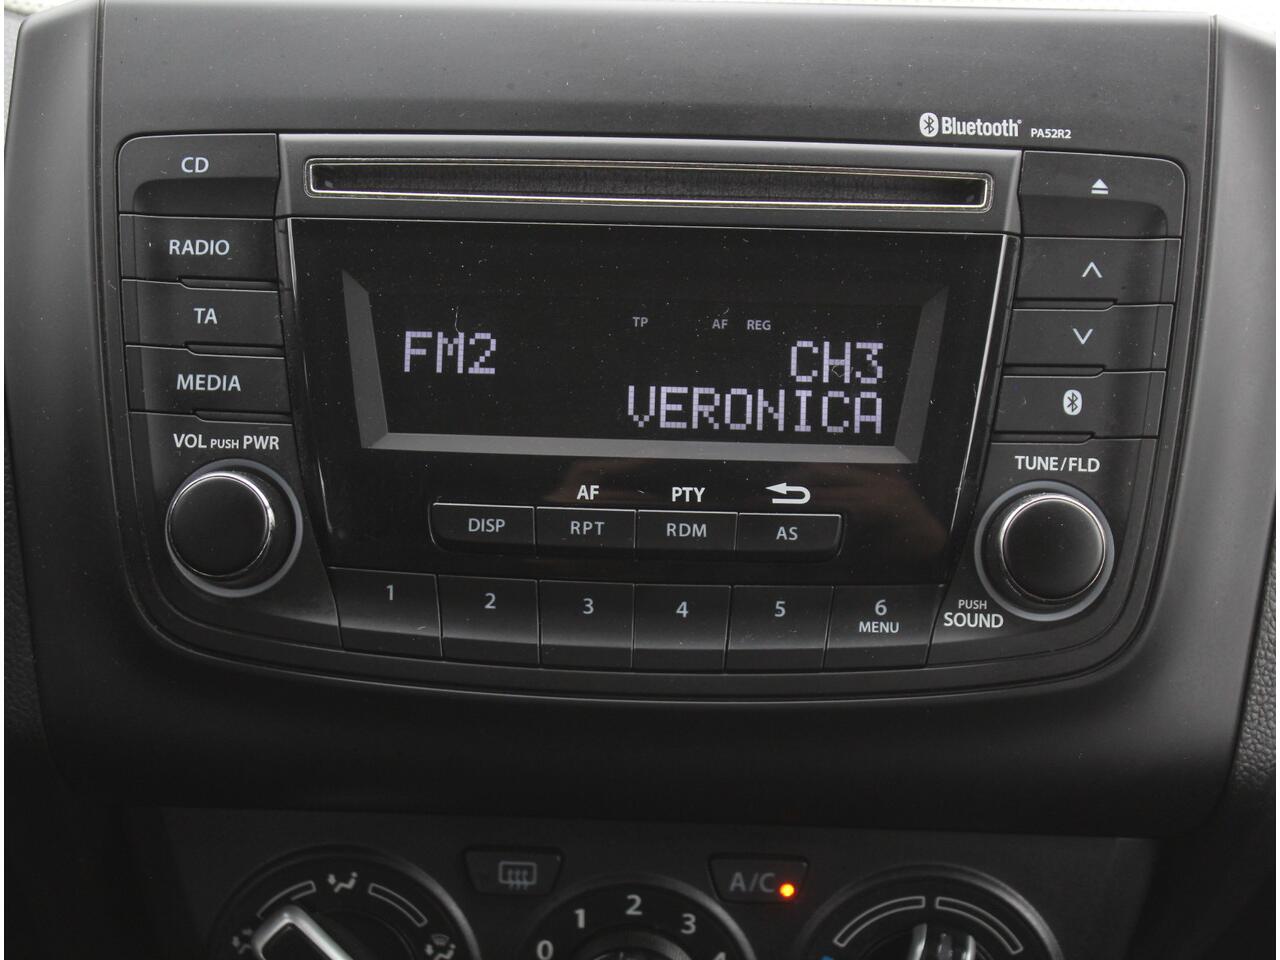 Bluetooth PA52R2
CD
RADIO
TA
MEDIA
VOL PUSH PWR
TP AF REG
FM2 CH3
VERONICA
TUNE/FLD
AF PTY
DISP RPT RDM AS
1 2 3 4 5 6
MENU
PUSH
SOUND
A/C
0 1 2 3 4